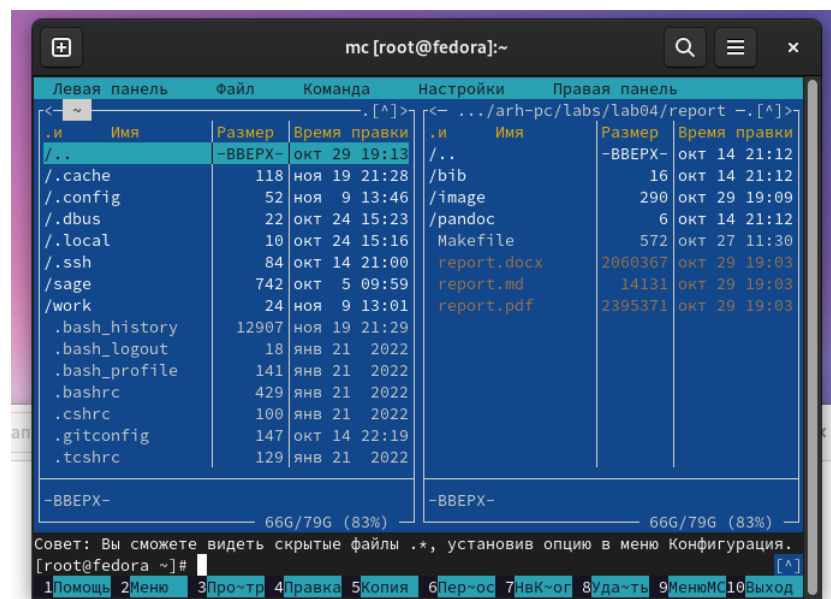 mc [root@fedora]:~
Левая панель Файл Команда Настройки Правая панель
<— ~ .[^]> <— .../arh-pc/labs/lab04/report —.[^]>
.и Имя Размер Время правки .и Имя Размер Время правки
/.. -ВВЕРХ- окт 29 19:13 /.. -ВВЕРХ- окт 14 21:12
/.cache 118 ноя 19 21:28 /bib 16 окт 14 21:12
/.config 52 ноя 9 13:46 /image 290 окт 29 19:09
/.dbus 22 окт 24 15:23 /pandoc 6 окт 14 21:12
/.local 10 окт 24 15:16 Makefile 572 окт 27 11:30
/.ssh 84 окт 14 21:00 report.docx 2060367 окт 29 19:03
/sage 742 окт 5 09:59 report.md 14131 окт 29 19:03
/work 24 ноя 9 13:01 report.pdf 2395371 окт 29 19:03
.bash_history 12907 ноя 19 21:29
.bash_logout 18 янв 21 2022
.bash_profile 141 янв 21 2022
.bashrc 429 янв 21 2022
.cshrc 100 янв 21 2022
.gitconfig 147 окт 14 22:19
.tcshrc 129 янв 21 2022
-ВВЕРХ- -ВВЕРХ-
66G/79G (83%) 66G/79G (83%)
Совет: Вы сможете видеть скрытые файлы .*, установив опцию в меню Конфигурация.
[root@fedora ~]# [^]
1Помощь 2Меню 3Про~тр 4Правка 5Копия 6Пер~ос 7НвК~ог 8Уда~ть 9МенюMC 10Выход